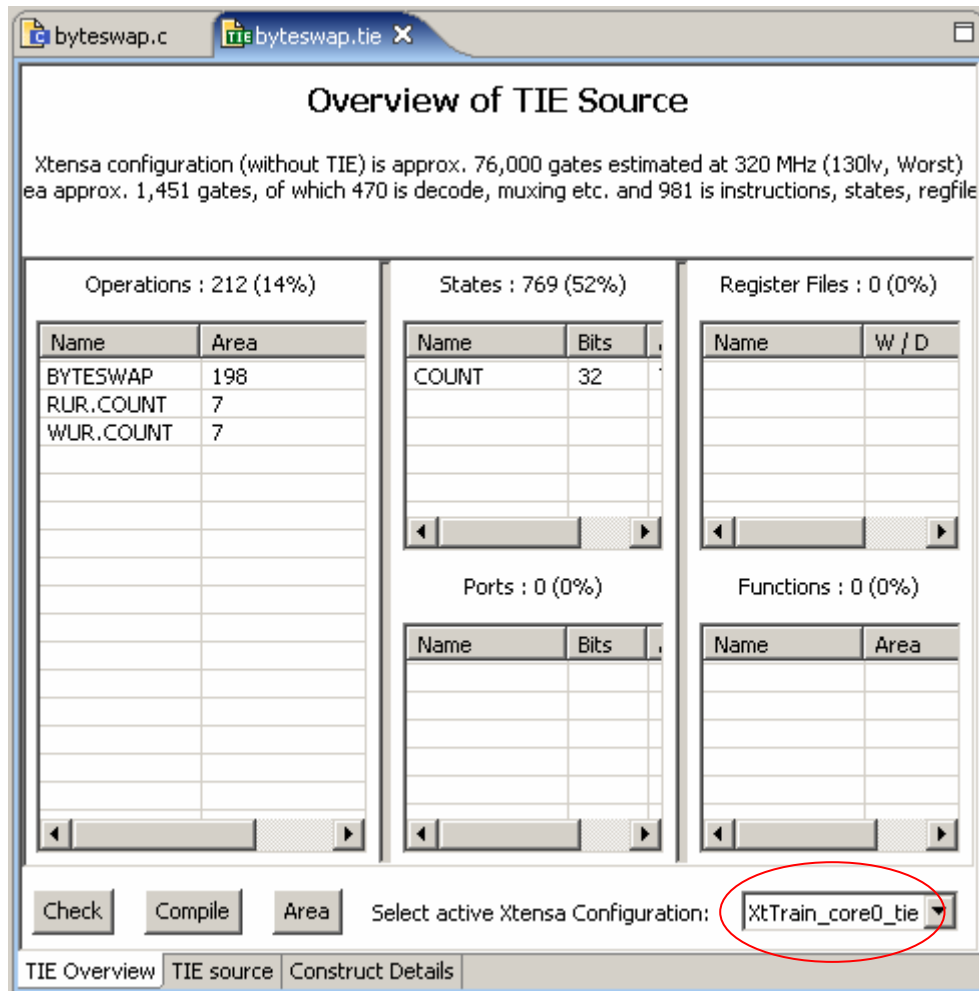 byteswap.c
TIE byteswap.tie
Overview of TIE Source
Xtensa configuration (without TIE) is approx. 76,000 gates estimated at 320 MHz (130lv, Worst)
ea approx. 1,451 gates, of which 470 is decode, muxing etc. and 981 is instructions, states, regfile
Operations : 212 (14%)
Name Area
BYTESWAP 198
RUR.COUNT 7
WUR.COUNT 7
States : 769 (52%)
Name Bits
COUNT 32
Ports : 0 (0%)
Name Bits
Register Files : 0 (0%)
Name W / D
Functions : 0 (0%)
Name Area
Check Compile Area Select active Xtensa Configuration: XtTrain_core0_tie
TIE Overview TIE source Construct Details